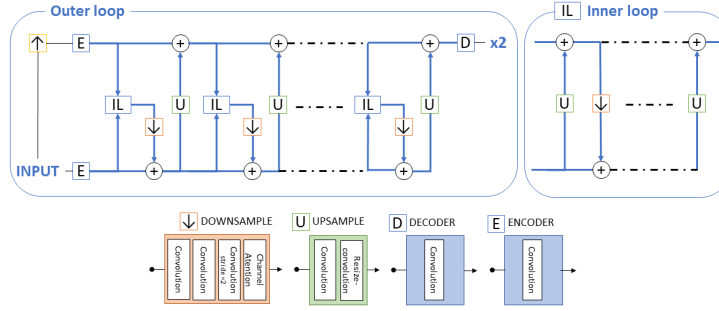 Outer loop
IL Inner loop
↑ E + + + D x2
IL U IL U IL U
↓ ↓ ↓
INPUT E + + +
+ +
U ↓ U
+
↓ DOWNSAMPLE
U UPSAMPLE
D DECODER
E ENCODER
Convolution
Convolution
Convolution
stride=2
Channel
Atention
Convolution
Resize-
convolution
Convolution
Convolution